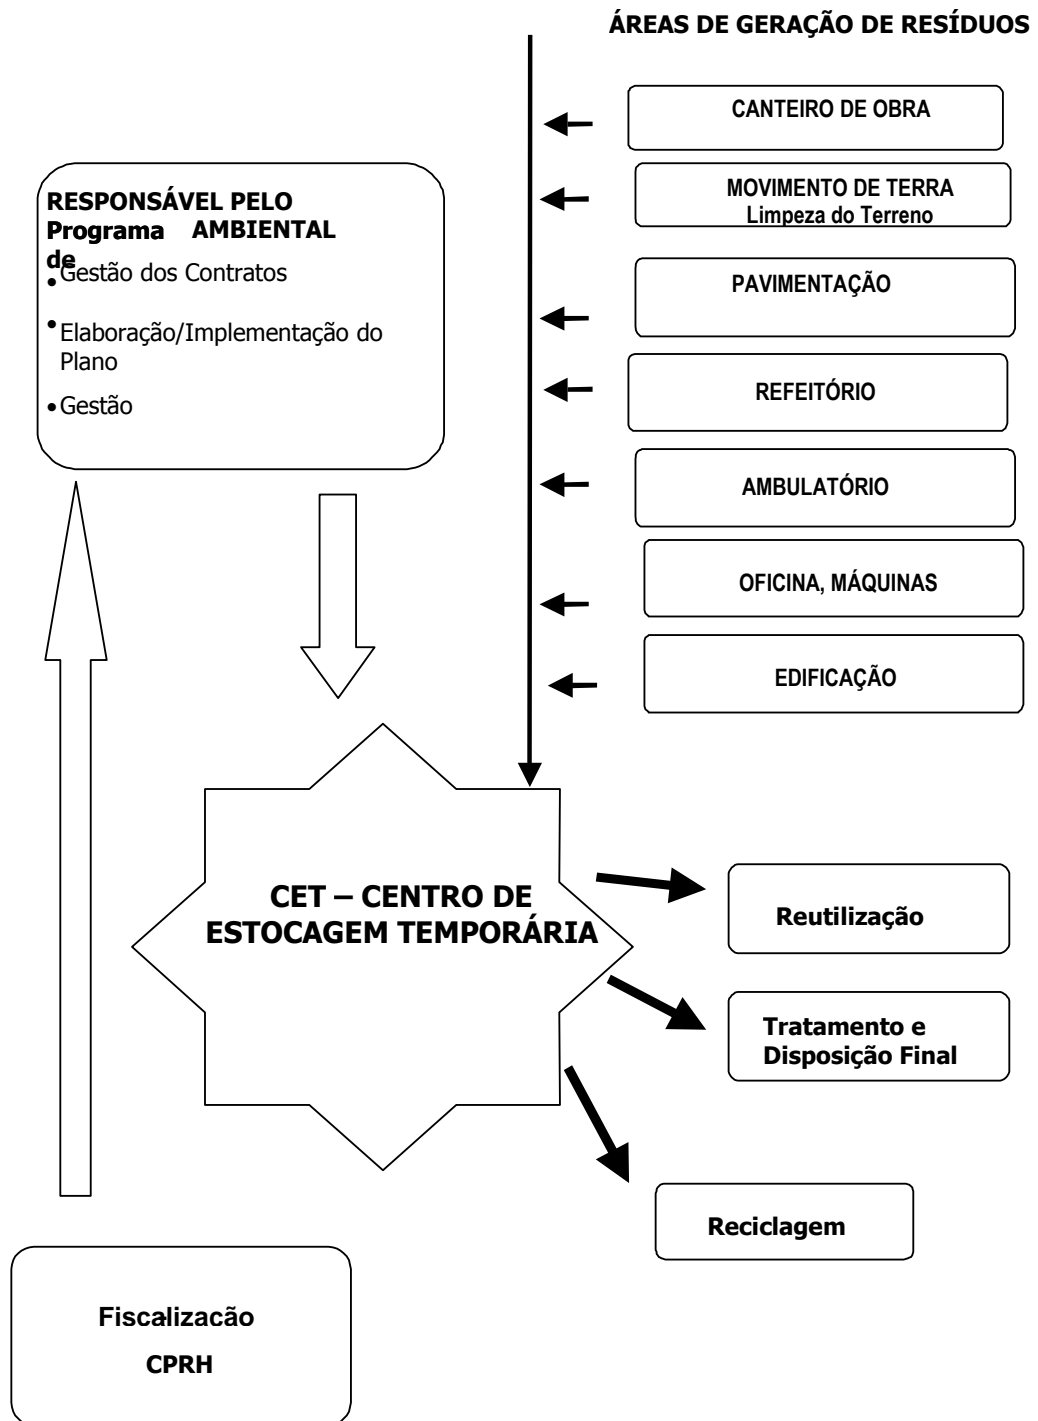 ÁREAS DE GERAÇÃO DE RESÍDUOS
CANTEIRO DE OBRA
MOVIMENTO DE TERRA
Limpeza do Terreno
PAVIMENTAÇÃO
REFEITÓRIO
AMBULATÓRIO
OFICINA, MÁQUINAS
EDIFICAÇÃO
RESPONSÁVEL PELO
Programa AMBIENTAL
de
• Gestão dos Contratos
• Elaboração/Implementação do
Plano
• Gestão
CET – CENTRO DE
ESTOCAGEM TEMPORÁRIA
Reutilização
Tratamento e
Disposição Final
Reciclagem
Fiscalizacão
CPRH